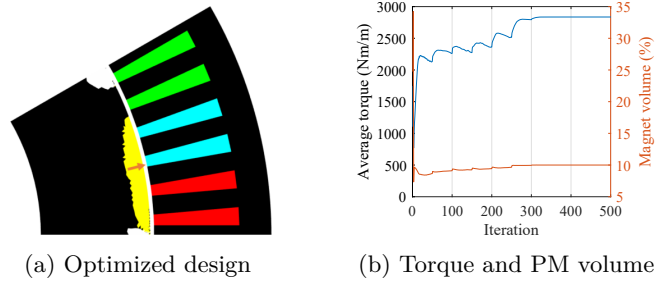 3000
2500
2000
1500
1000
500
0
Average torque (Nm/m)
0 100 200 300 400 500
Iteration
35
30
25
20
15
10
5
Magnet volume (%)
(a) Optimized design
(b) Torque and PM volume